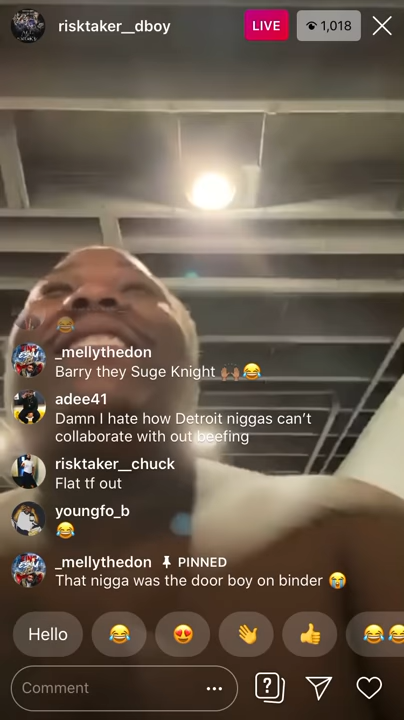 risktaker__dboy
LIVE
1,018
😂
_mellythedon
Barry they Suge Knight 🙌🏾😂
adee41
Damn I hate how Detroit niggas can't
collaborate with out beefing
risktaker__chuck
Flat tf out
youngfo_b
😂
_mellythedon PINNED
That nigga was the door boy on binder 😭
Hello 😂 😍 👋 👍 😂😂
Comment